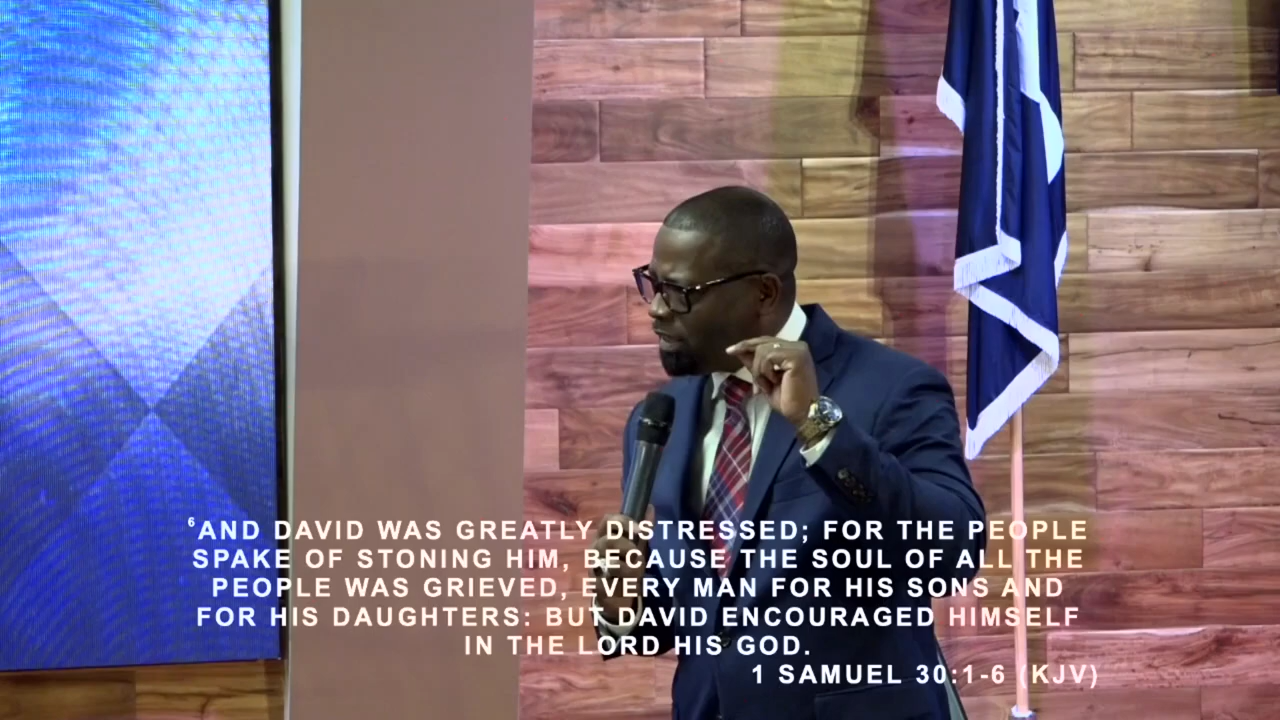 ⁶AND DAVID WAS GREATLY DISTRESSED; FOR THE PEOPLE
SPAKE OF STONING HIM, BECAUSE THE SOUL OF ALL THE
PEOPLE WAS GRIEVED, EVERY MAN FOR HIS SONS AND
FOR HIS DAUGHTERS: BUT DAVID ENCOURAGED HIMSELF
IN THE LORD HIS GOD.
1 SAMUEL 30:1-6 (KJV)